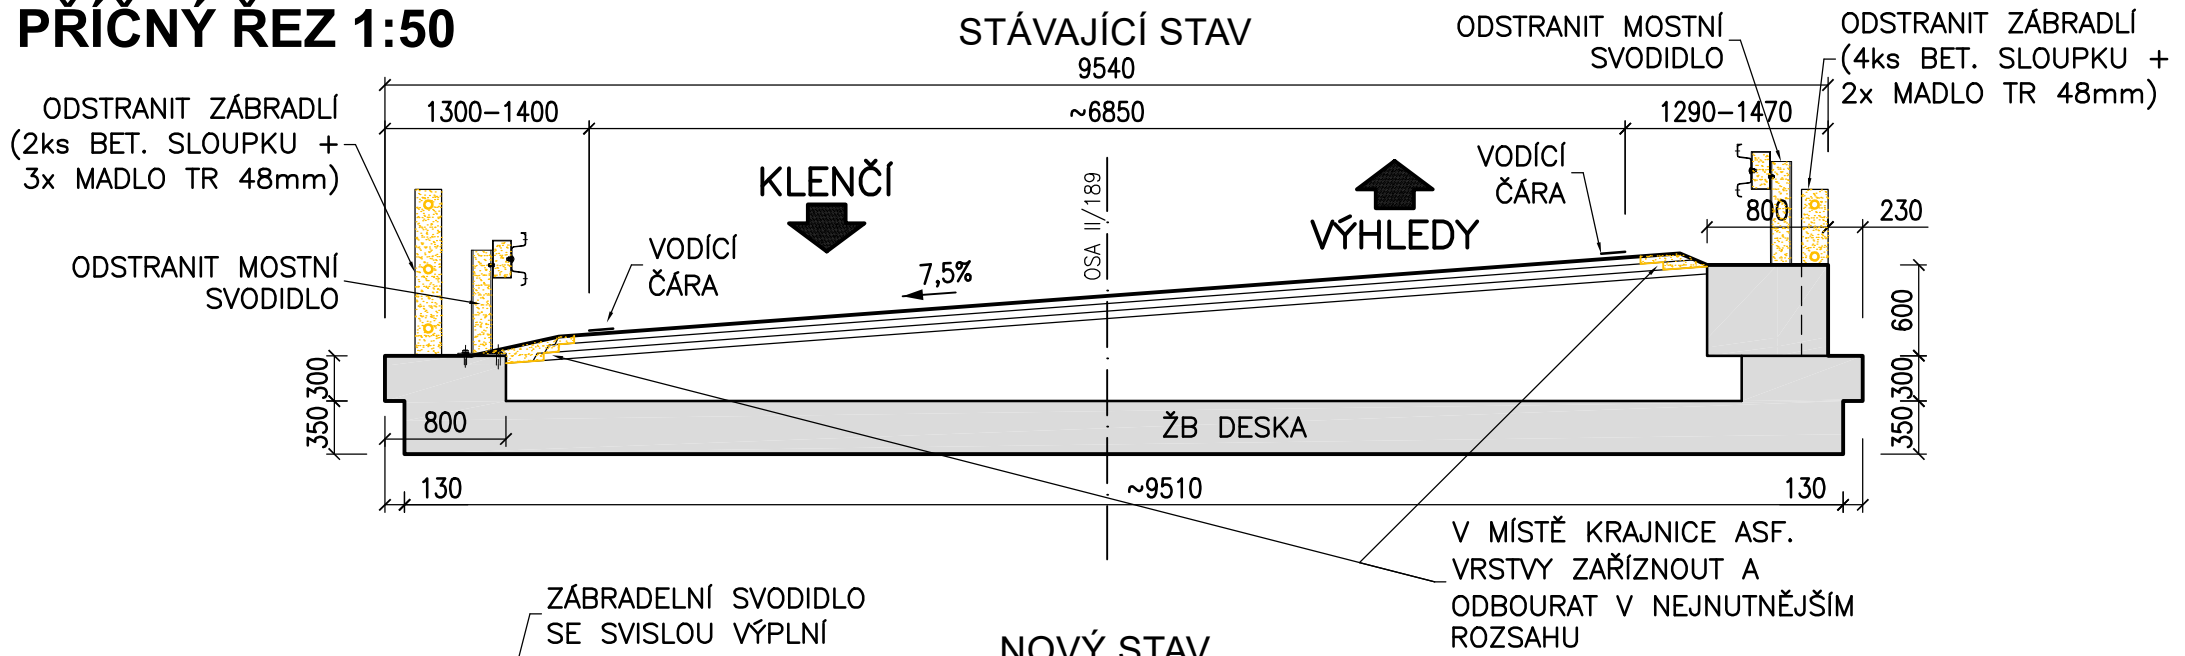 PŘÍČNÝ ŘEZ 1:50
STÁVAJÍCÍ STAV
ODSTRANIT MOSTNÍ
SVODIDLO
ODSTRANIT ZÁBRADLÍ
(4ks BET. SLOUPKU +
2x MADLO TR 48mm)
9540
ODSTRANIT ZÁBRADLÍ
(2ks BET. SLOUPKU +
3x MADLO TR 48mm)
1300-1400
~6850
1290-1470
KLENČÍ
OSA II/189
VÝHLEDY
VODÍCÍ
ČÁRA
800
230
ODSTRANIT MOSTNÍ
SVODIDLO
VODÍCÍ
ČÁRA
7,5%
600
300
350
300
350
800
ŽB DESKA
130
~9510
130
V MÍSTĚ KRAJNICE ASF.
VRSTVY ZAŘÍZNOUT A
ODBOURAT V NEJNUTNĚJŠÍM
ROZSAHU
ZÁBRADELNÍ SVODIDLO
SE SVISLOU VÝPLNÍ
NOVÝ STAV